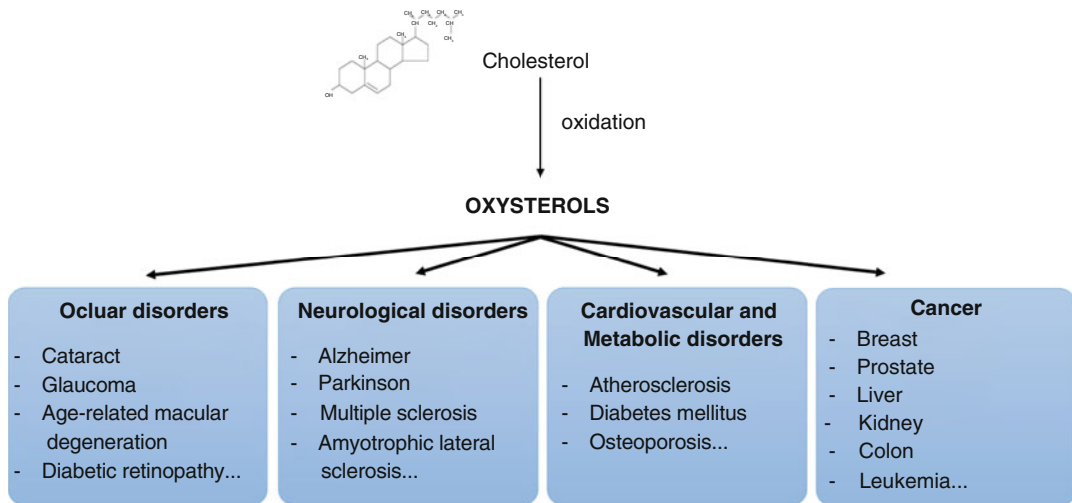 Cholesterol
OH
oxidation
OXYSTEROLS
Ocluar disorders
- Cataract
- Glaucoma
- Age-related macular
degeneration
- Diabetic retinopathy...
Neurological disorders
- Alzheimer
- Parkinson
- Multiple sclerosis
- Amyotrophic lateral
sclerosis...
Cardiovascular and
Metabolic disorders
- Atherosclerosis
- Diabetes mellitus
- Osteoporosis...
Cancer
- Breast
- Prostate
- Liver
- Kidney
- Colon
- Leukemia...